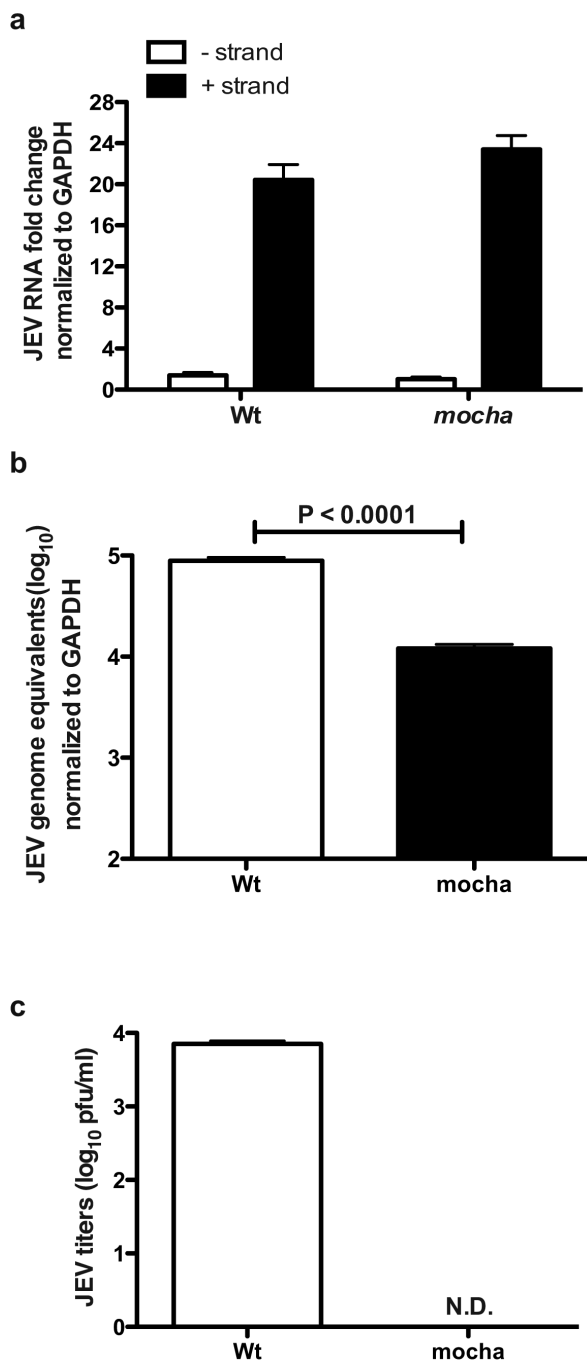 a
- strand
+ strand
JEV RNA fold change
normalized to GAPDH
28
24
20
16
12
8
4
0
Wt
mocha
b
P < 0.0001
JEV genome equivalents(log10)
normalized to GAPDH
5
4
3
2
Wt
mocha
c
JEV titers (log10 pfu/ml)
4
3
2
1
0
N.D.
Wt
mocha